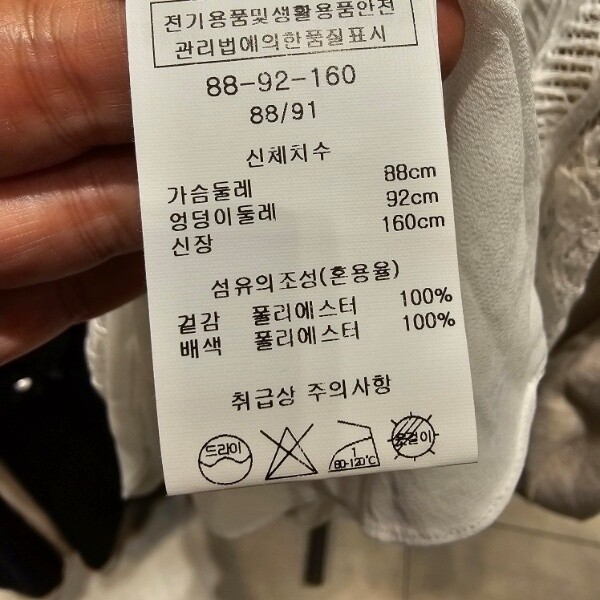 전기용품및생활용품안전
관리법에의한품질표시
88-92-160
88/91
신체치수
가슴둘레 88cm
엉덩이둘레 92cm
신장 160cm
섬유의조성(혼용율)
겉감 폴리에스터 100%
배색 폴리에스터 100%
취급상 주의사항
드라이
1
80-120℃
옷걸이